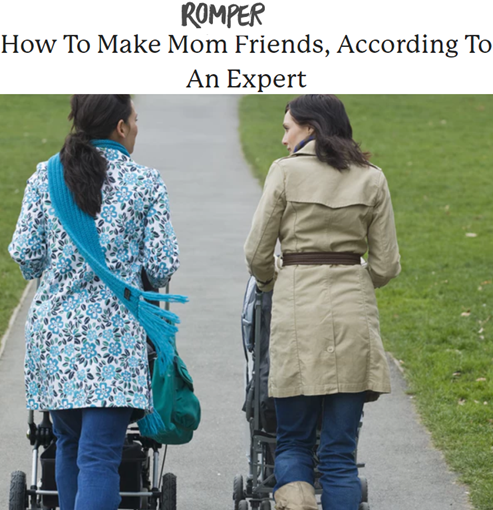 ROMPER
How To Make Mom Friends, According To
An Expert